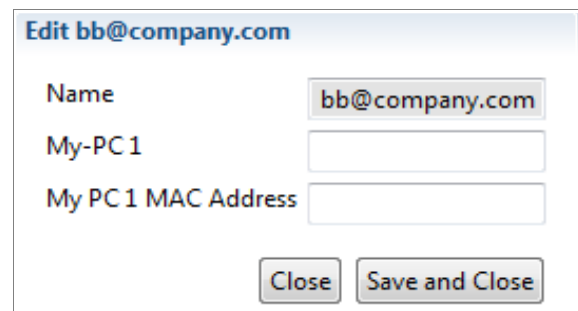 Edit bb@company.com
Name bb@company.com
My-PC 1
My PC 1 MAC Address
Close Save and Close